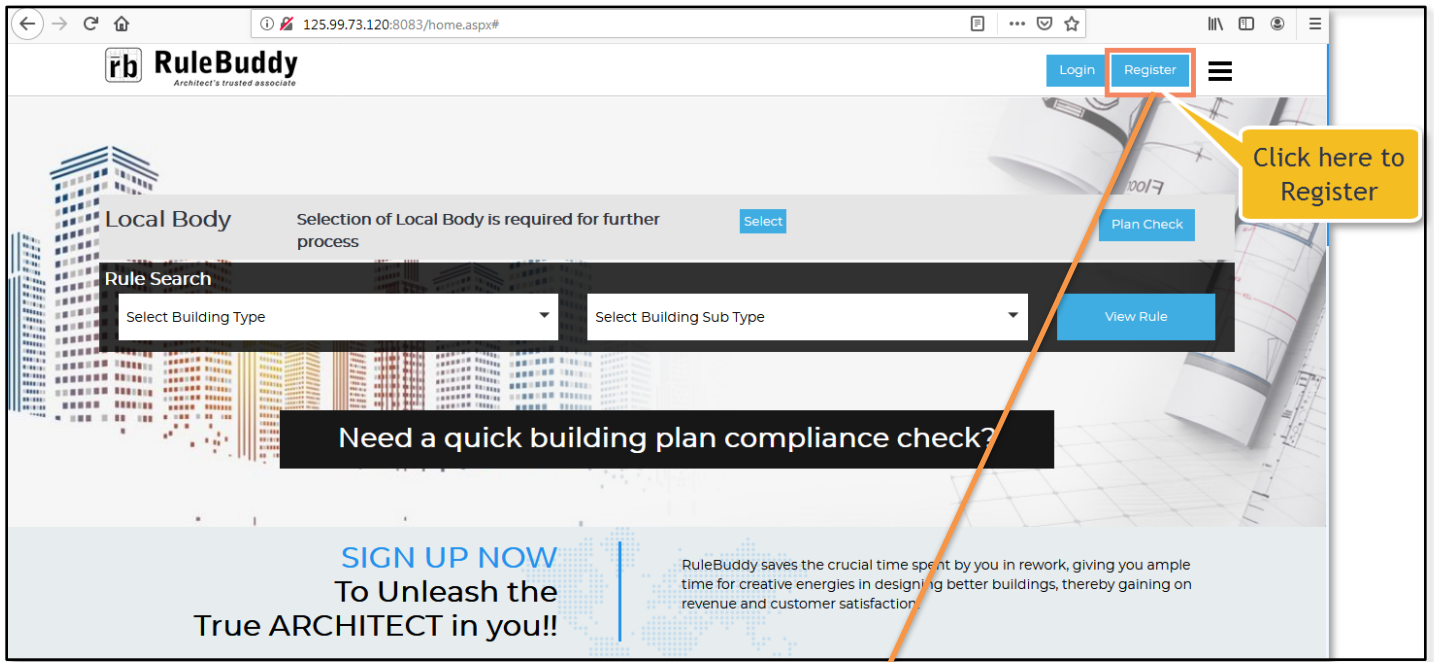 125.99.73.120:8083/home.aspx#
rb RuleBuddy
Architect's trusted associate
Login
Register
Click here to
Register
Floor
Local Body
Selection of Local Body is required for further
process
Select
Plan Check
Rule Search
Select Building Type
Select Building Sub Type
View Rule
Need a quick building plan compliance check?
SIGN UP NOW
To Unleash the
True ARCHITECT in you!!
RuleBuddy saves the crucial time spent by you in rework, giving you ample
time for creative energies in designing better buildings, thereby gaining on
revenue and customer satisfaction.